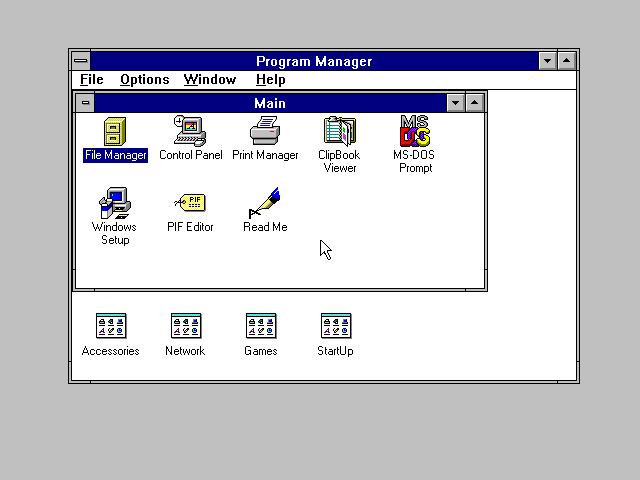 Program Manager
File Options Window Help
Main
File Manager Control Panel Print Manager ClipBook Viewer MS-DOS Prompt
MS
DOS
PIF
Windows Setup PIF Editor Read Me
Accessories Network Games StartUp